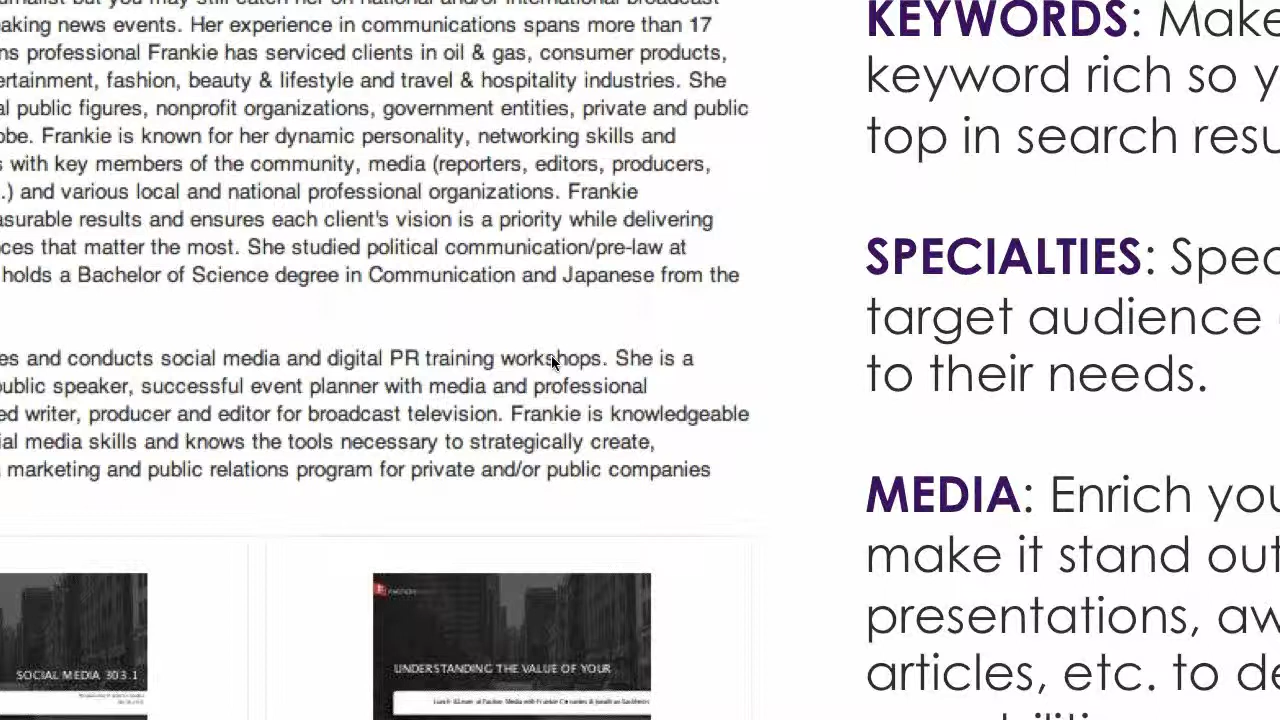 aking news events. Her experience in communications spans more than 17
ns professional Frankie has serviced clients in oil & gas, consumer products,
ertainment, fashion, beauty & lifestyle and travel & hospitality industries. She
al public figures, nonprofit organizations, government entities, private and public
obe. Frankie is known for her dynamic personality, networking skills and
s with key members of the community, media (reporters, editors, producers,
.) and various local and national professional organizations. Frankie
asurable results and ensures each client's vision is a priority while delivering
ces that matter the most. She studied political communication/pre-law at
holds a Bachelor of Science degree in Communication and Japanese from the
es and conducts social media and digital PR training workshops. She is a
public speaker, successful event planner with media and professional
ed writer, producer and editor for broadcast television. Frankie is knowledgeable
ial media skills and knows the tools necessary to strategically create,
marketing and public relations program for private and/or public companies
SOCIAL MEDIA 303.1
UNDERSTANDING THE VALUE OF YOUR
KEYWORDS: Make
keyword rich so y
top in search resu
SPECIALTIES: Spec
target audience
to their needs.
MEDIA: Enrich you
make it stand out
presentations, aw
articles, etc. to de